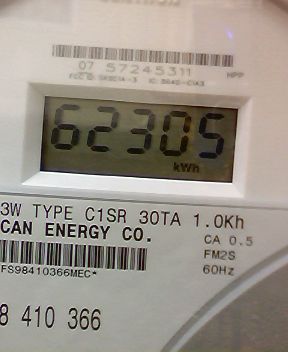 07 57245311
HPP
62305
kWh
3W TYPE C1SR 30TA 1.0Kh
CAN ENERGY CO.
CA 0.5
FM2S
60Hz
FS98410366MEC*
8 410 366